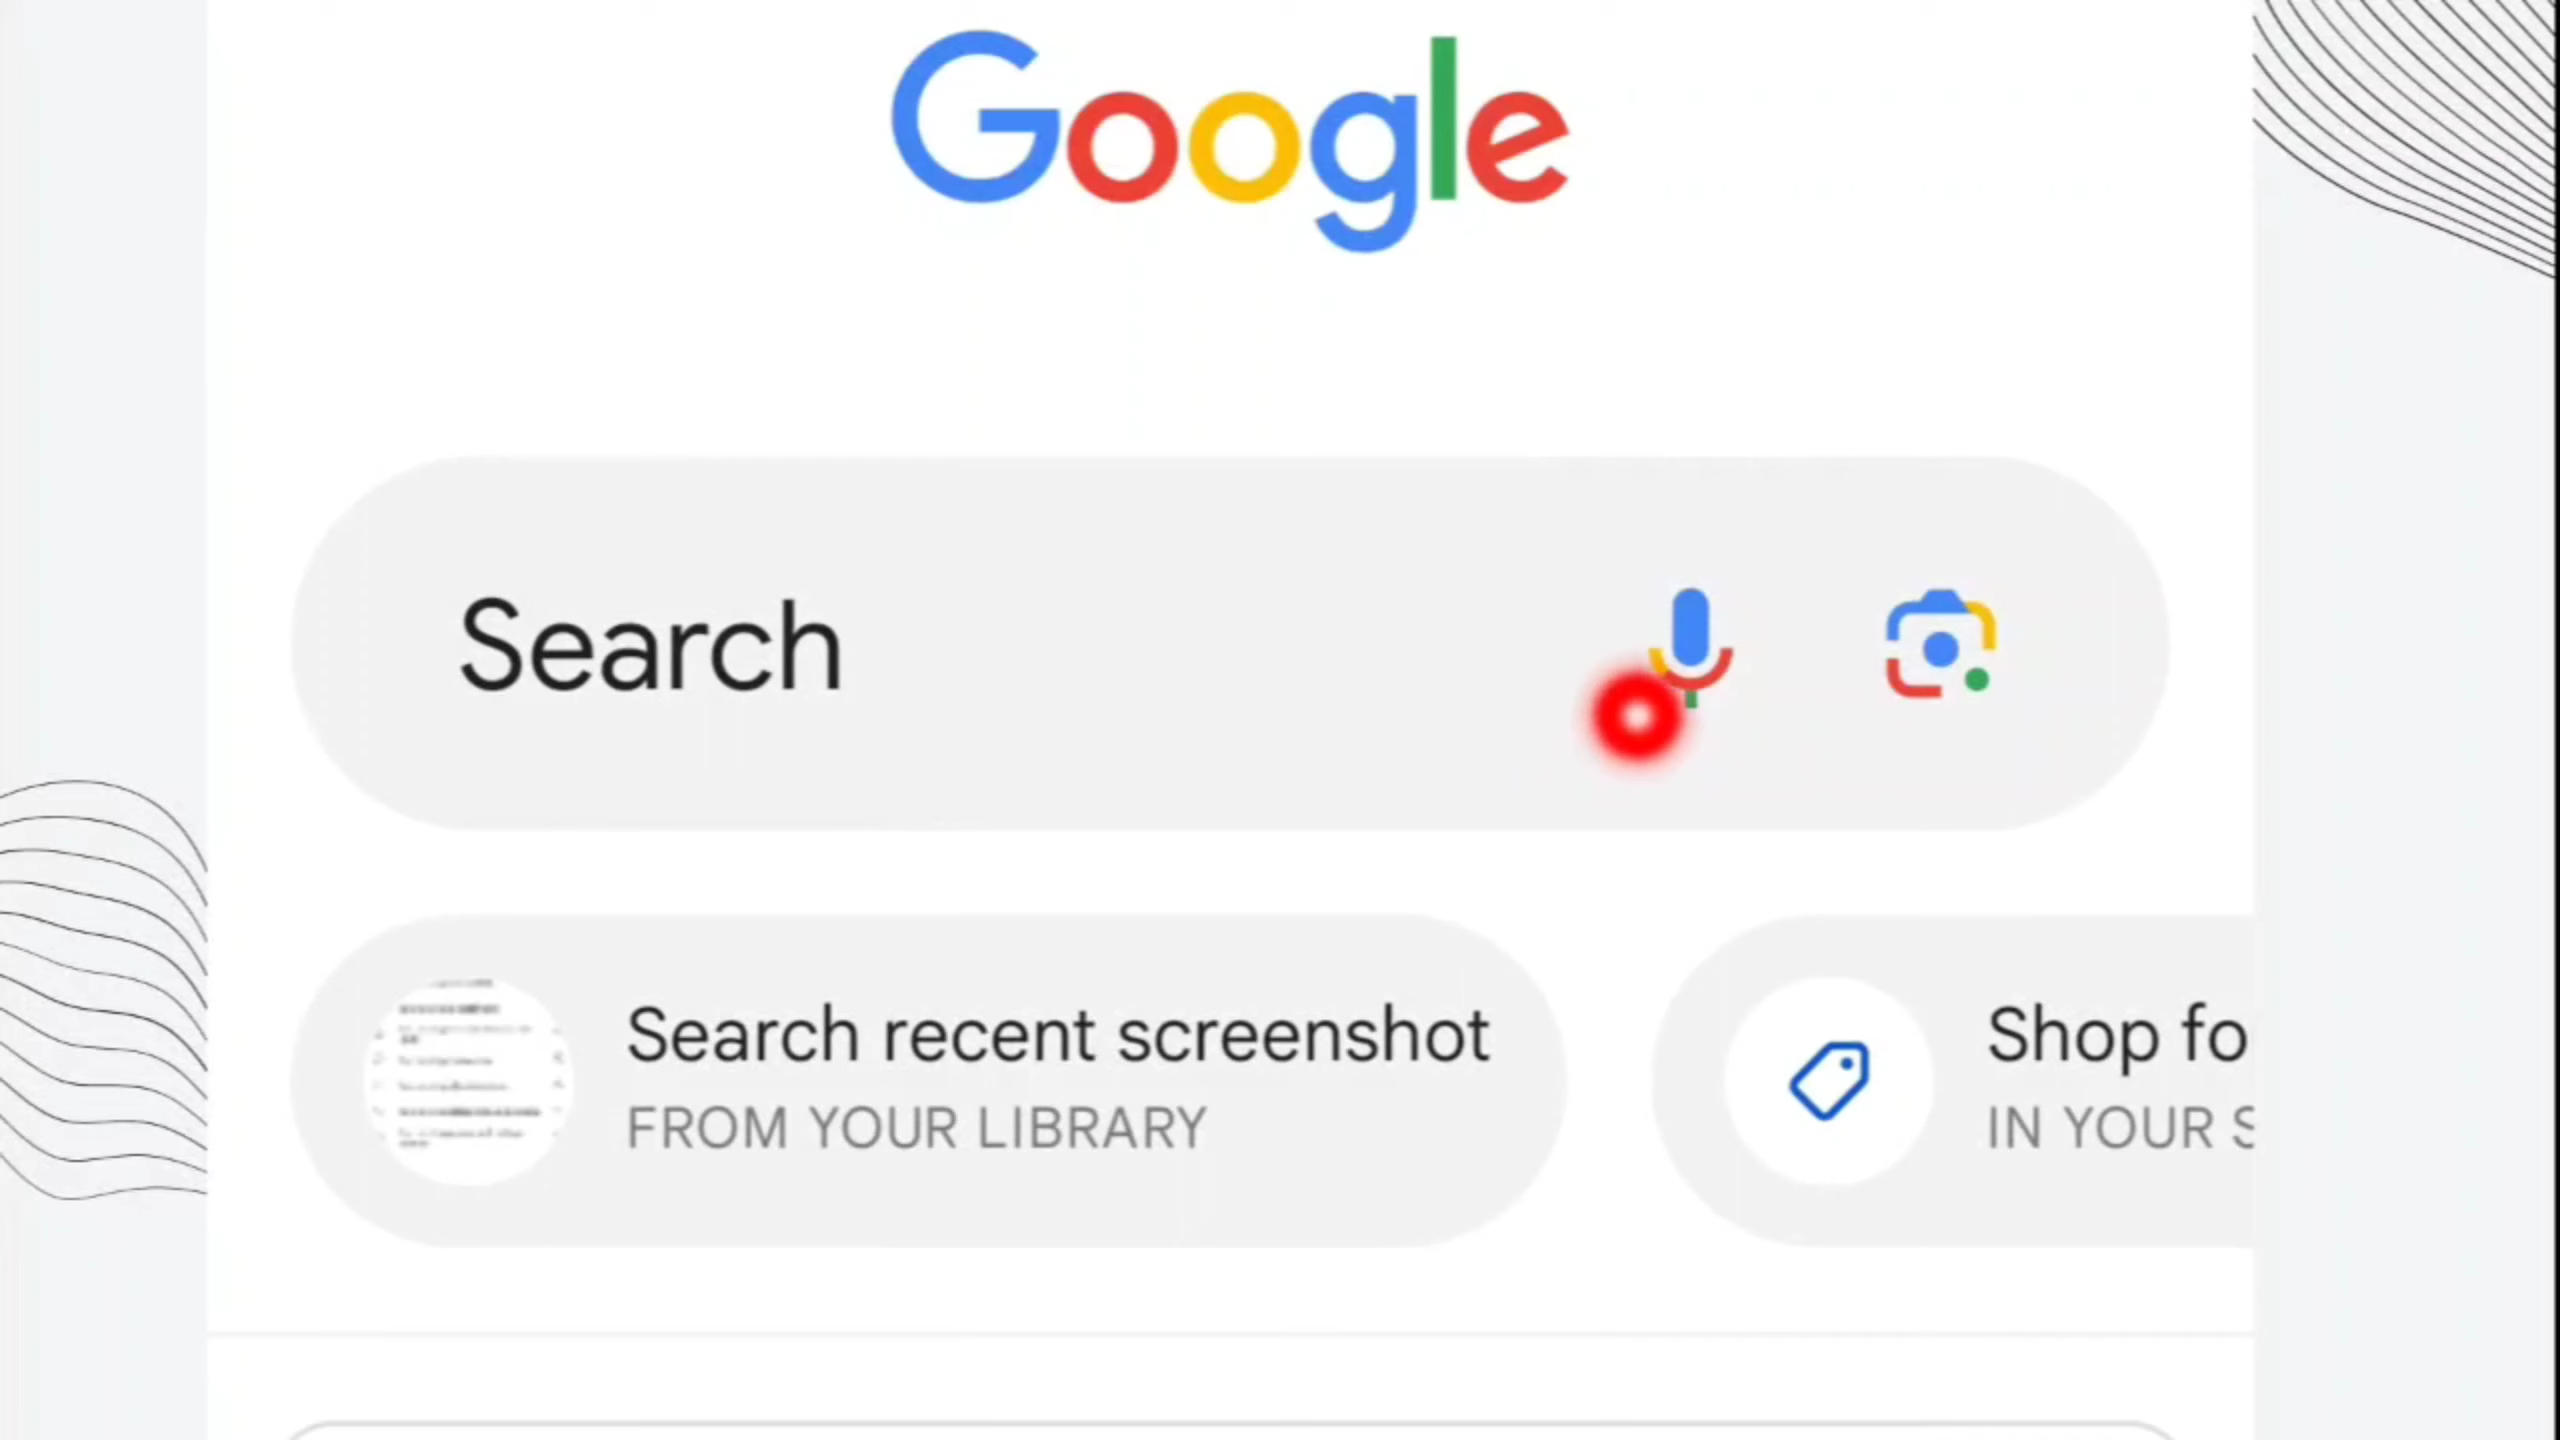 Google
Search
Search recent screenshot
FROM YOUR LIBRARY
Shop fo
IN YOUR S